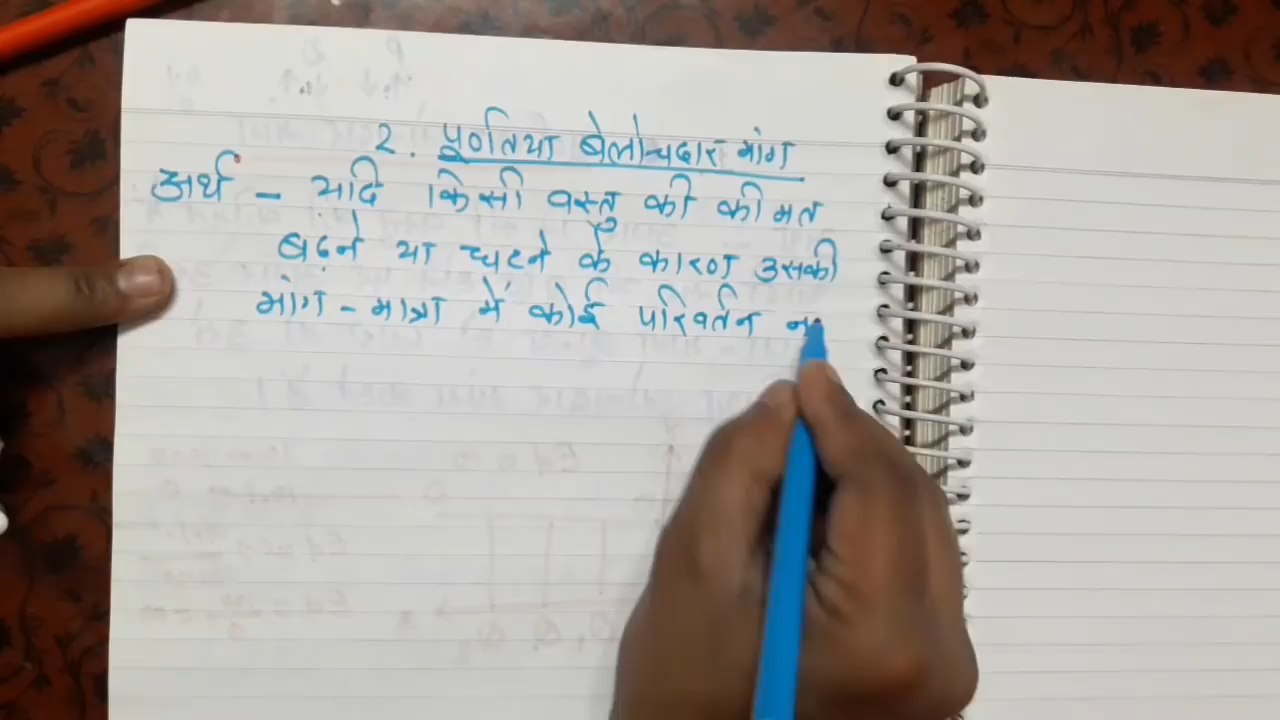 2. पूर्णतया बेलोचदार मांग
अर्थ - यदि किसी वस्तु की कीमत
बढ़ने या घटने के कारण उसकी
मांग - मात्रा में कोई परिवर्तन